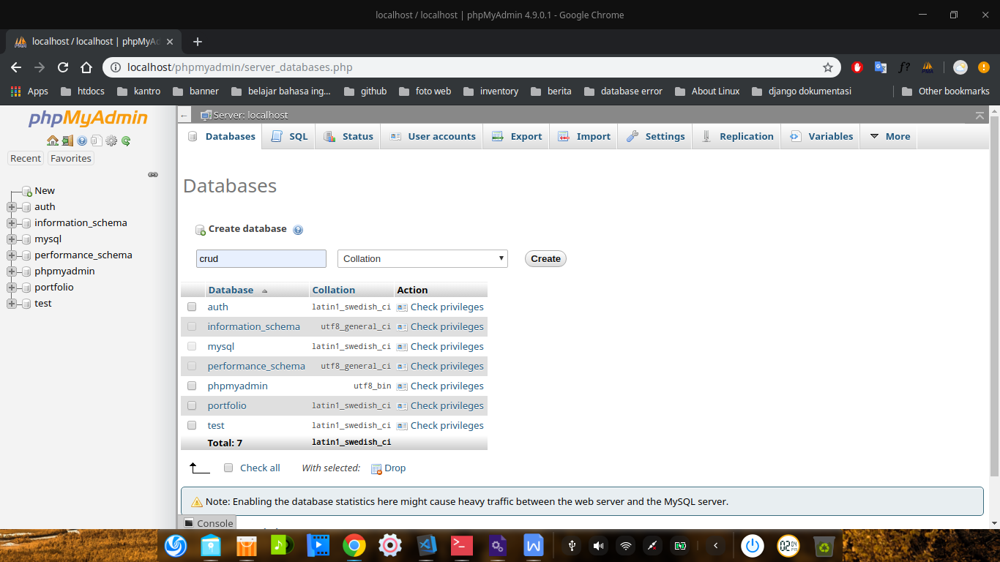 localhost / localhost | phpMyAdmin 4.9.0.1 - Google Chrome
localhost / localhost | phpMyAd
localhost/phpmyadmin/server_databases.php
f?
Apps htdocs kantro banner belajar bahasa ing... github foto web inventory berita database error About Linux django dokumentasi Other bookmarks
phpMyAdmin
Recent Favorites
New
auth
information_schema
mysql
performance_schema
phpmyadmin
portfolio
test
← Server: localhost
Databases SQL Status User accounts Export Import Settings Replication Variables More
Databases
Create database
crud Collation Create
Database Collation Action
auth latin1_swedish_ci Check privileges
information_schema utf8_general_ci Check privileges
mysql latin1_swedish_ci Check privileges
performance_schema utf8_general_ci Check privileges
phpmyadmin utf8_bin Check privileges
portfolio latin1_swedish_ci Check privileges
test latin1_swedish_ci Check privileges
Total: 7 latin1_swedish_ci
Check all With selected: Drop
Note: Enabling the database statistics here might cause heavy traffic between the web server and the MySQL server.
Console
02:04 PM